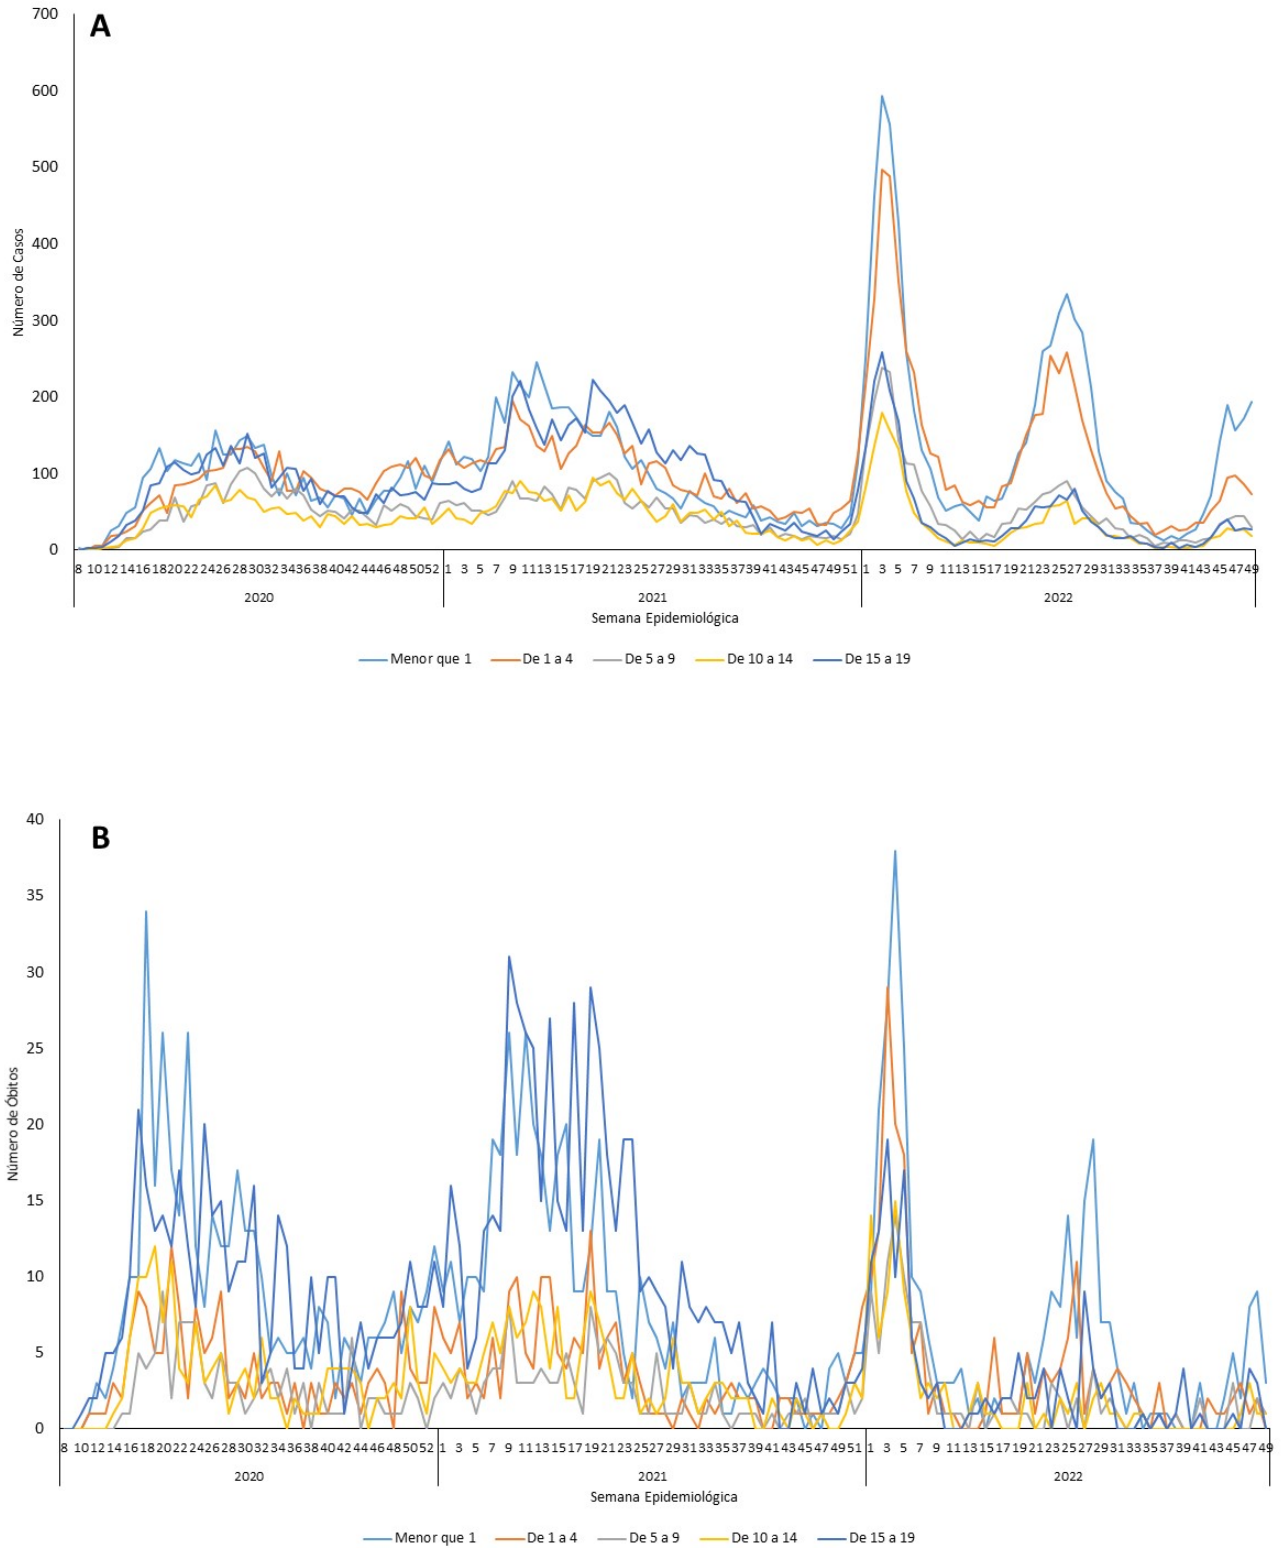 A
700
600
500
400
300
200
100
0
Número de Casos
8 10 12 14 16 18 20 22 24 26 28 30 32 34 36 38 40 42 44 46 48 50 52 1 3 5 7 9 11 13 15 17 19 21 23 25 27 29 31 33 35 37 39 41 43 45 47 49 51 1 3 5 7 9 11 13 15 17 19 21 23 25 27 29 31 33 35 37 39 41 43 45 47 49
2020 2021 2022
Semana Epidemiológica
Menor que 1 De 1 a 4 De 5 a 9 De 10 a 14 De 15 a 19
B
40
35
30
25
20
15
10
5
0
Número de Óbitos
8 10 12 14 16 18 20 22 24 26 28 30 32 34 36 38 40 42 44 46 48 50 52 1 3 5 7 9 11 13 15 17 19 21 23 25 27 29 31 33 35 37 39 41 43 45 47 49 51 1 3 5 7 9 11 13 15 17 19 21 23 25 27 29 31 33 35 37 39 41 43 45 47 49
2020 2021 2022
Semana Epidemiológica
Menor que 1 De 1 a 4 De 5 a 9 De 10 a 14 De 15 a 19